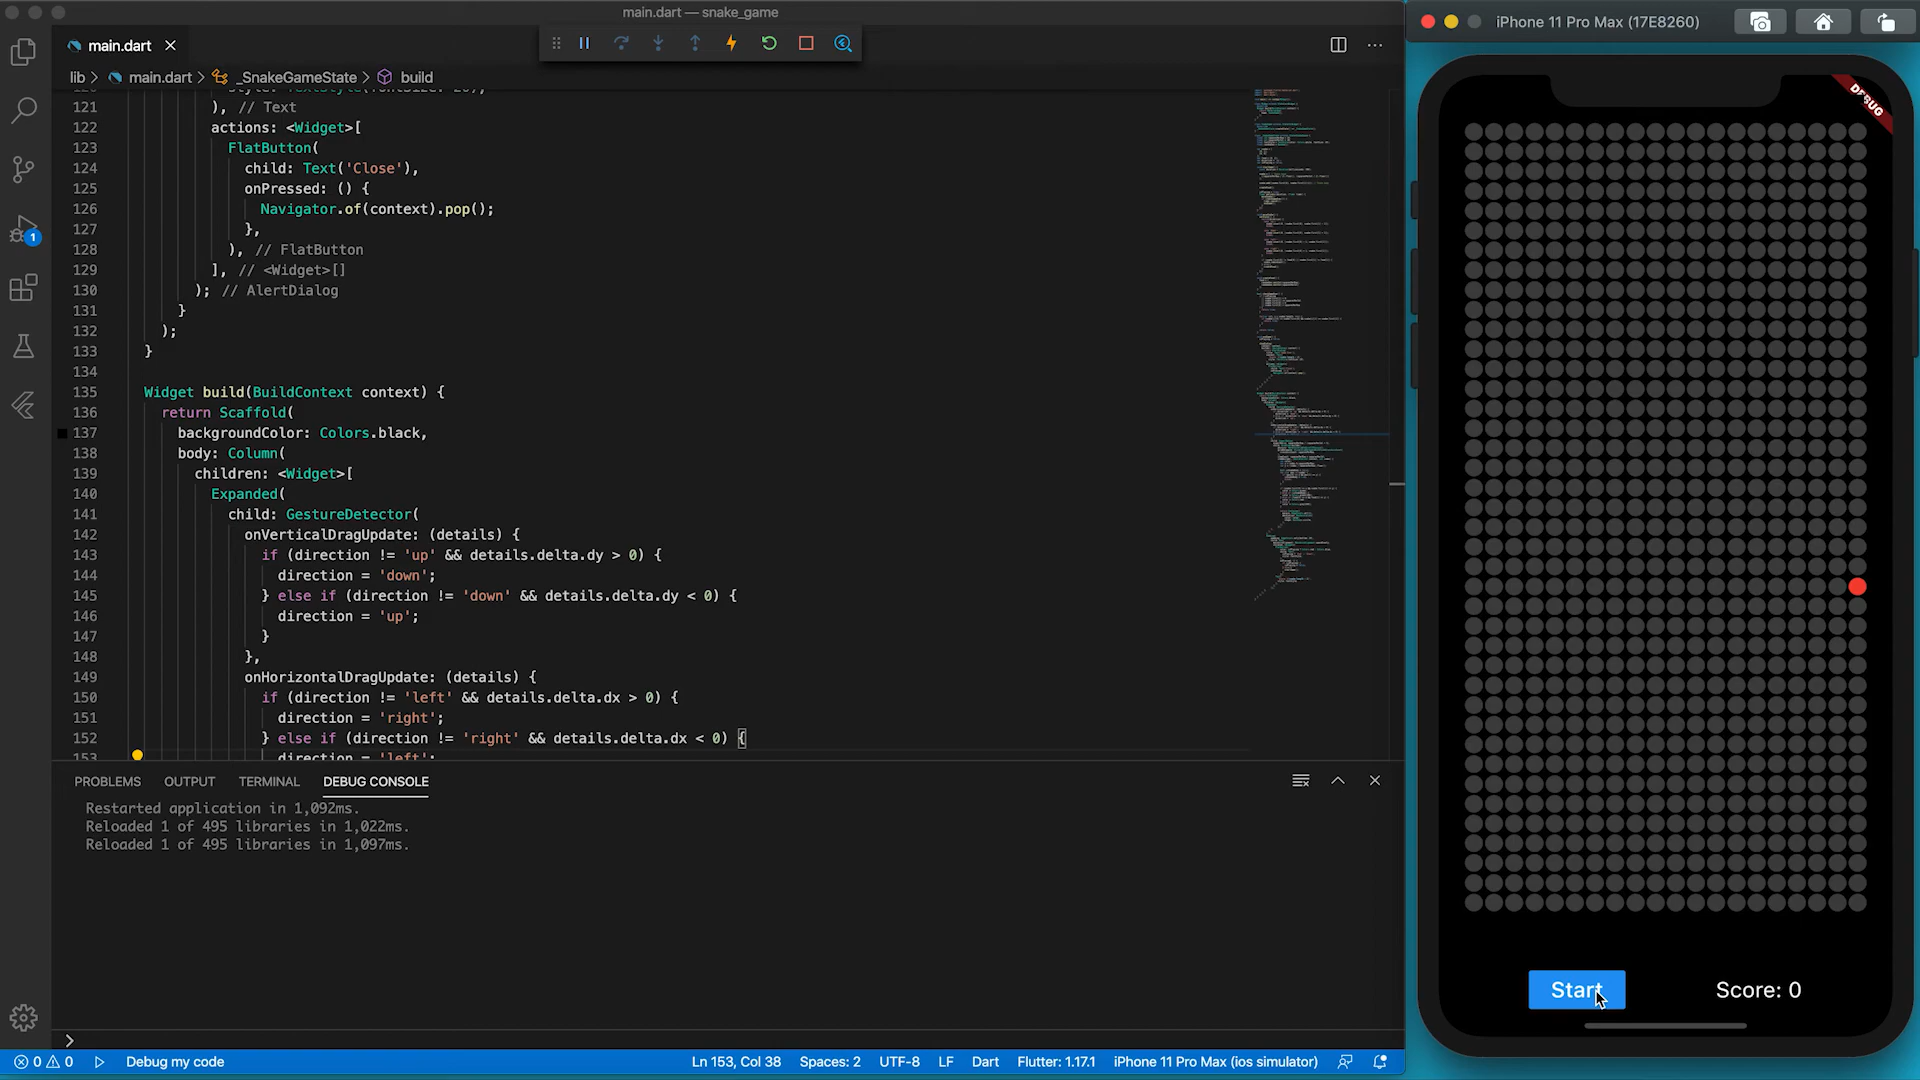 main.dart — snake_game
main.dart
lib > main.dart > _SnakeGameState > build
121 ), // Text
122 actions: <Widget>[
123 FlatButton(
124 child: Text('Close'),
125 onPressed: () {
126 Navigator.of(context).pop();
127 },
128 ), // FlatButton
129 ], // <Widget>[]
130 ); // AlertDialog
131 }
132 );
133 }
134
135 Widget build(BuildContext context) {
136 return Scaffold(
137 backgroundColor: Colors.black,
138 body: Column(
139 children: <Widget>[
140 Expanded(
141 child: GestureDetector(
142 onVerticalDragUpdate: (details) {
143 if (direction != 'up' && details.delta.dy > 0) {
144 direction = 'down';
145 } else if (direction != 'down' && details.delta.dy < 0) {
146 direction = 'up';
147 }
148 },
149 onHorizontalDragUpdate: (details) {
150 if (direction != 'left' && details.delta.dx > 0) {
151 direction = 'right';
152 } else if (direction != 'right' && details.delta.dx < 0) {
153 direction = 'left';
1
PROBLEMS OUTPUT TERMINAL DEBUG CONSOLE
Restarted application in 1,092ms.
Reloaded 1 of 495 libraries in 1,022ms.
Reloaded 1 of 495 libraries in 1,097ms.
0 0 Debug my code Ln 153, Col 38 Spaces: 2 UTF-8 LF Dart Flutter: 1.17.1 iPhone 11 Pro Max (ios simulator)
iPhone 11 Pro Max (17E8260)
DEBUG
Start Score: 0